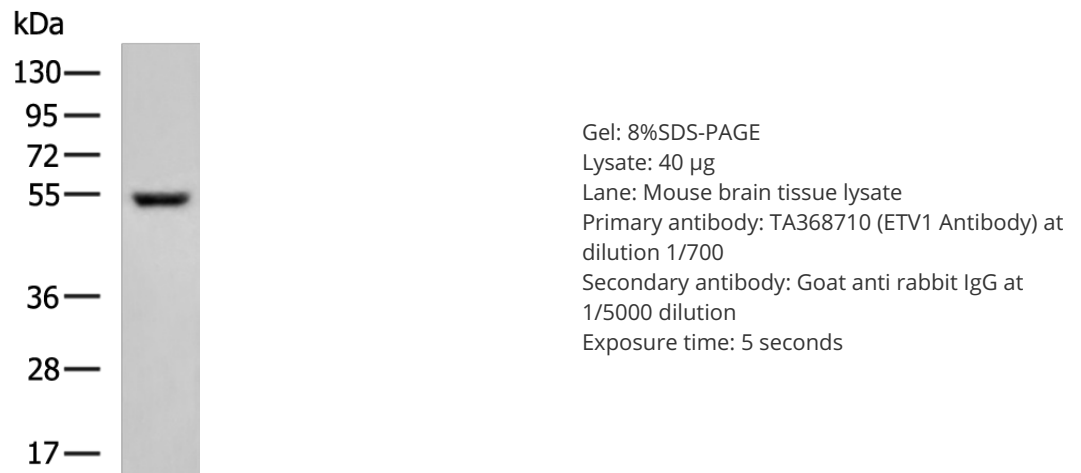 kDa
130
95
72
55
36
28
17
Gel: 8%SDS-PAGE
Lysate: 40 μg
Lane: Mouse brain tissue lysate
Primary antibody: TA368710 (ETV1 Antibody) at
dilution 1/700
Secondary antibody: Goat anti rabbit IgG at
1/5000 dilution
Exposure time: 5 seconds